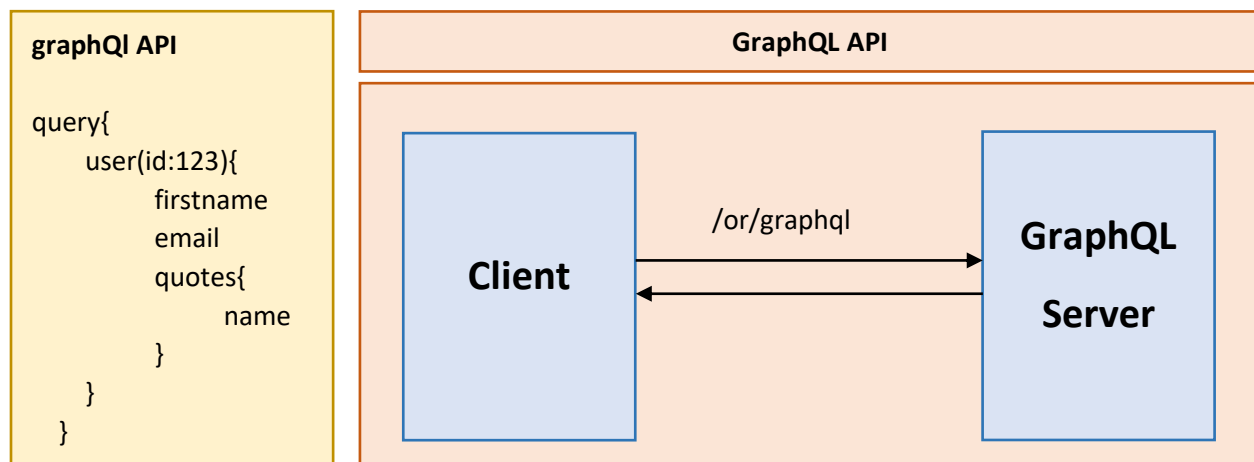 graphQl API
query{
user(id:123){
firstname
email
quotes{
name
}
}
}
GraphQL API
Client
/or/graphql
GraphQL
Server